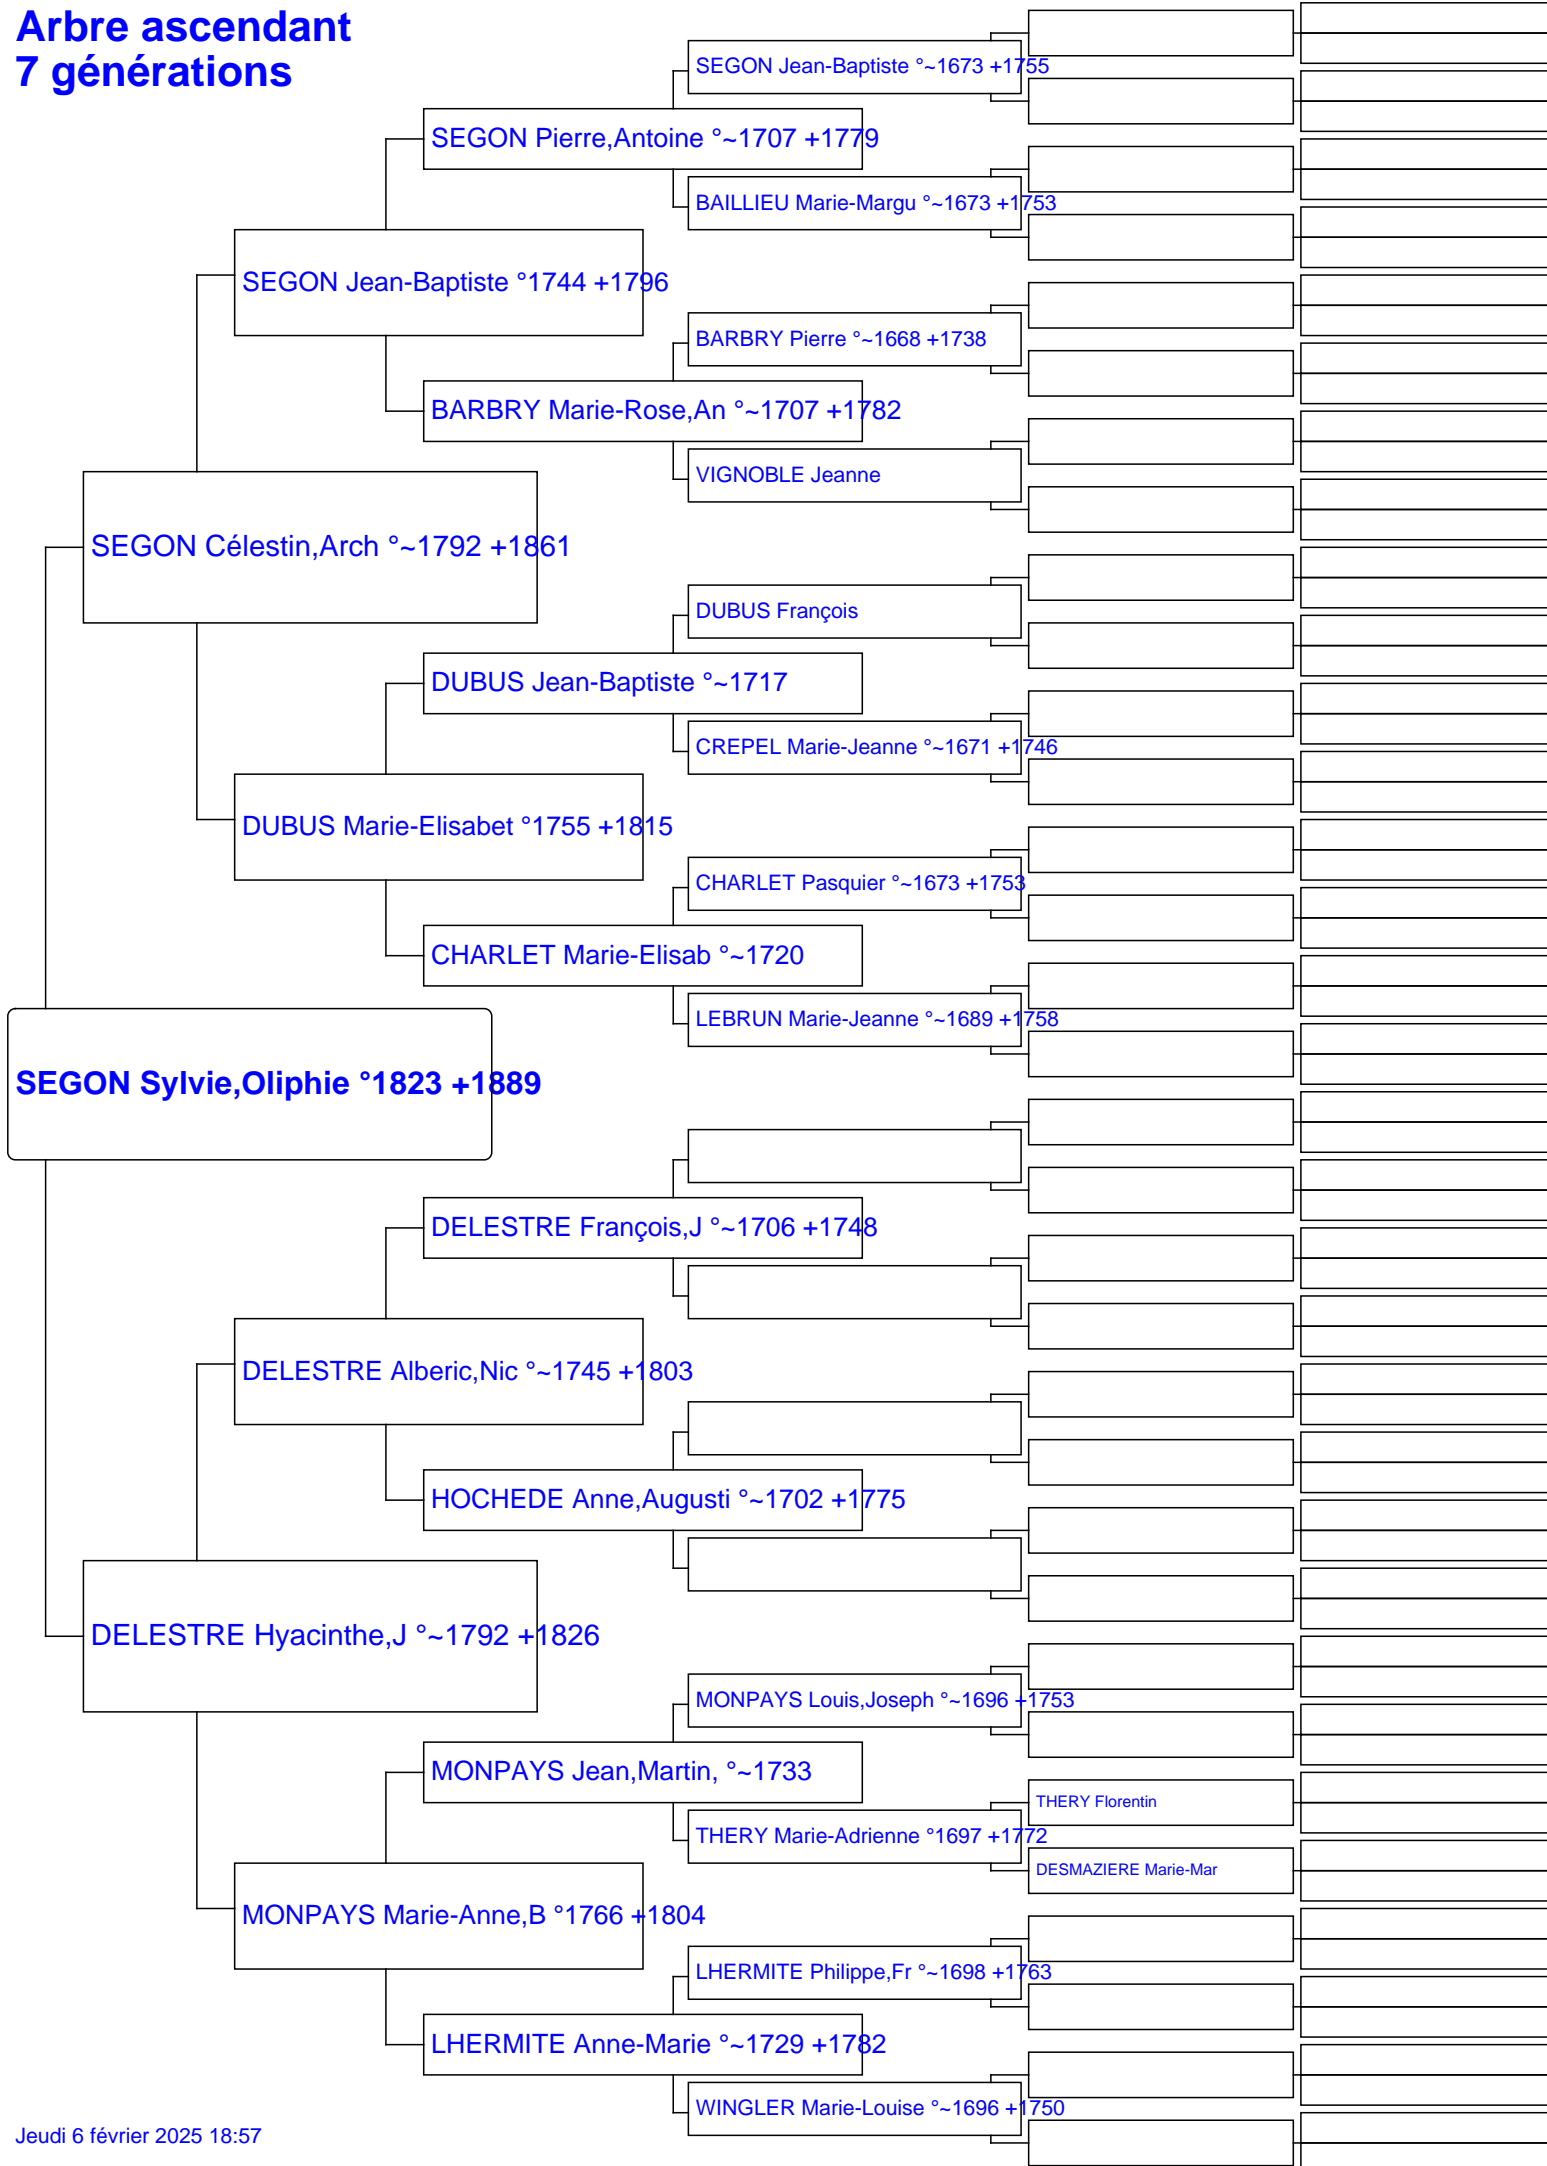 Arbre ascendant
7 générations
SEGON Jean-Baptiste °~1673 +1755
SEGON Pierre,Antoine °~1707 +1779
BAILLIEU Marie-Margu °~1673 +1753
SEGON Jean-Baptiste °1744 +1796
BARBRY Pierre °~1668 +1738
BARBRY Marie-Rose,An °~1707 +1782
VIGNOBLE Jeanne
SEGON Célestin,Arch °~1792 +1861
DUBUS François
DUBUS Jean-Baptiste °~1717
CREPEL Marie-Jeanne °~1671 +1746
DUBUS Marie-Elisabet °1755 +1815
CHARLET Pasquier °~1673 +1753
CHARLET Marie-Elisab °~1720
LEBRUN Marie-Jeanne °~1689 +1758
SEGON Sylvie,Oliphie °1823 +1889
DELESTRE François,J °~1706 +1748
DELESTRE Alberic,Nic °~1745 +1803
HOCHEDE Anne,Augusti °~1702 +1775
DELESTRE Hyacinthe,J °~1792 +1826
MONPAYS Louis,Joseph °~1696 +1753
MONPAYS Jean,Martin, °~1733
THERY Florentin
THERY Marie-Adrienne °1697 +1772
DESMAZIERE Marie-Mar
MONPAYS Marie-Anne,B °1766 +1804
LHERMITE Philippe,Fr °~1698 +1763
LHERMITE Anne-Marie °~1729 +1782
WINGLER Marie-Louise °~1696 +1750
Jeudi 6 février 2025 18:57